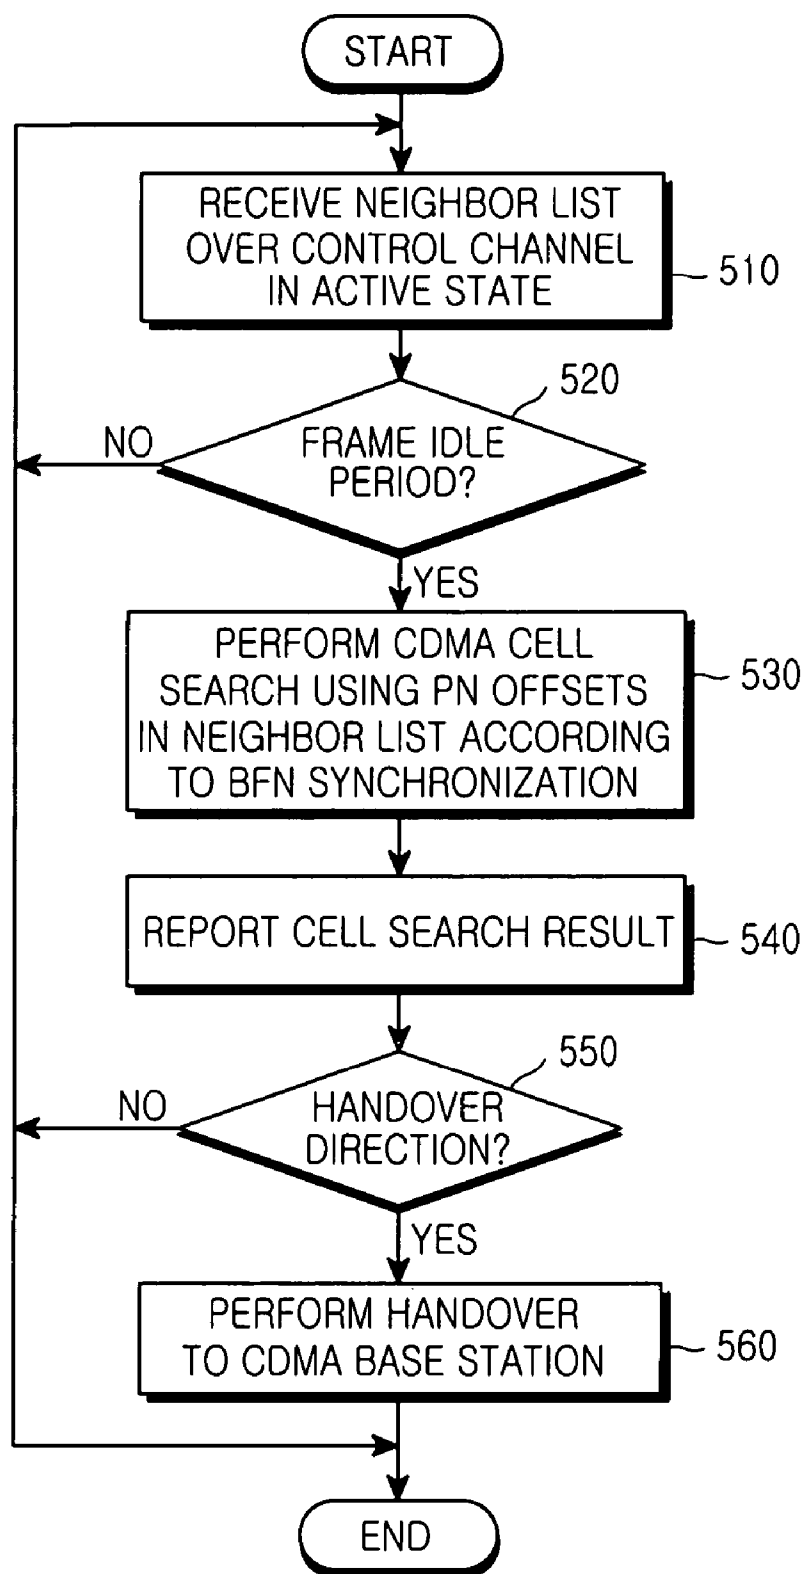 START
RECEIVE NEIGHBOR LIST
OVER CONTROL CHANNEL
IN ACTIVE STATE
510
520
FRAME IDLE
PERIOD?
NO
YES
PERFORM CDMA CELL
SEARCH USING PN OFFSETS
IN NEIGHBOR LIST ACCORDING
TO BFN SYNCHRONIZATION
530
REPORT CELL SEARCH RESULT
540
550
HANDOVER
DIRECTION?
NO
YES
PERFORM HANDOVER
TO CDMA BASE STATION
560
END